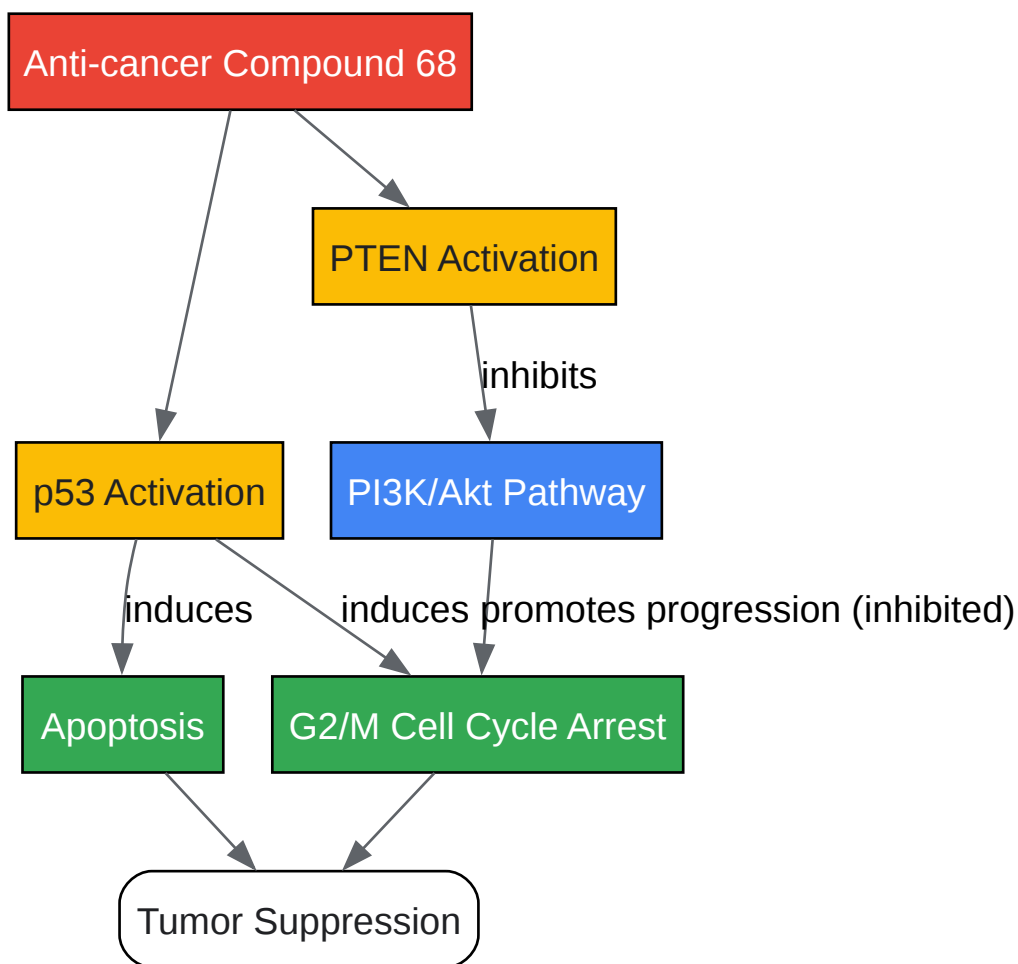 Anti-cancer Compound 68
PTEN Activation
inhibits
p53 Activation
PI3K/Akt Pathway
induces
induces
promotes progression (inhibited)
Apoptosis
G2/M Cell Cycle Arrest
Tumor Suppression